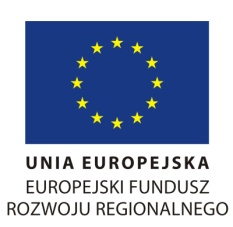 UNIA EUROPEJSKA
EUROPEJSKI FUNDUSZ
ROZWOJU REGIONALNEGO